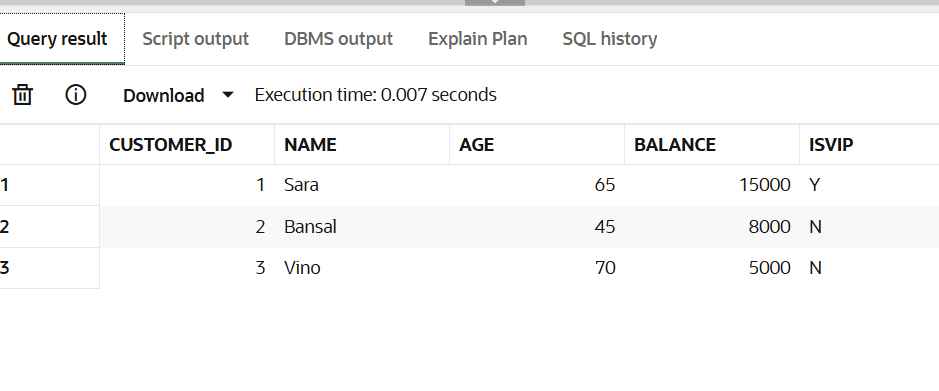 Query result Script output DBMS output Explain Plan SQL history
Download Execution time: 0.007 seconds
CUSTOMER_ID NAME AGE BALANCE ISVIP
1 1 Sara 65 15000 Y
2 2 Bansal 45 8000 N
3 3 Vino 70 5000 N